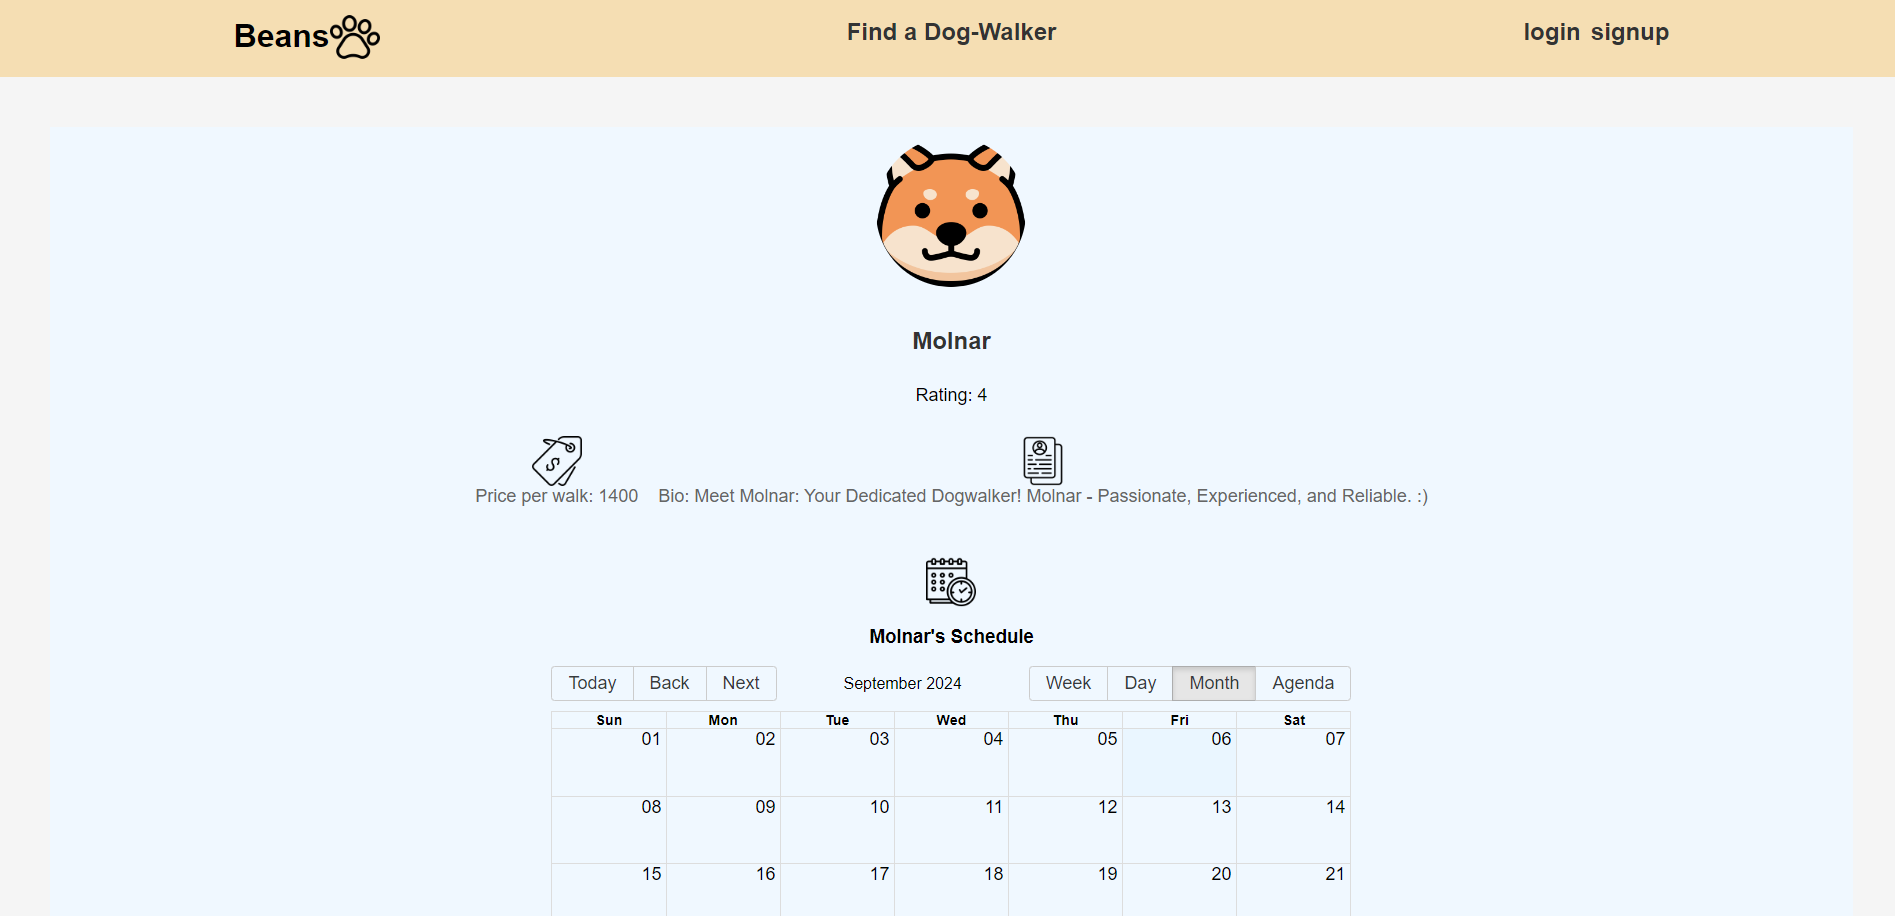 Beans
Find a Dog-Walker
login signup
Molnar
Rating: 4
Price per walk: 1400
Bio: Meet Molnar: Your Dedicated Dogwalker! Molnar - Passionate, Experienced, and Reliable. :)
Molnar's Schedule
Today Back Next September 2024 Week Day Month Agenda
Sun Mon Tue Wed Thu Fri Sat
01 02 03 04 05 06 07
08 09 10 11 12 13 14
15 16 17 18 19 20 21